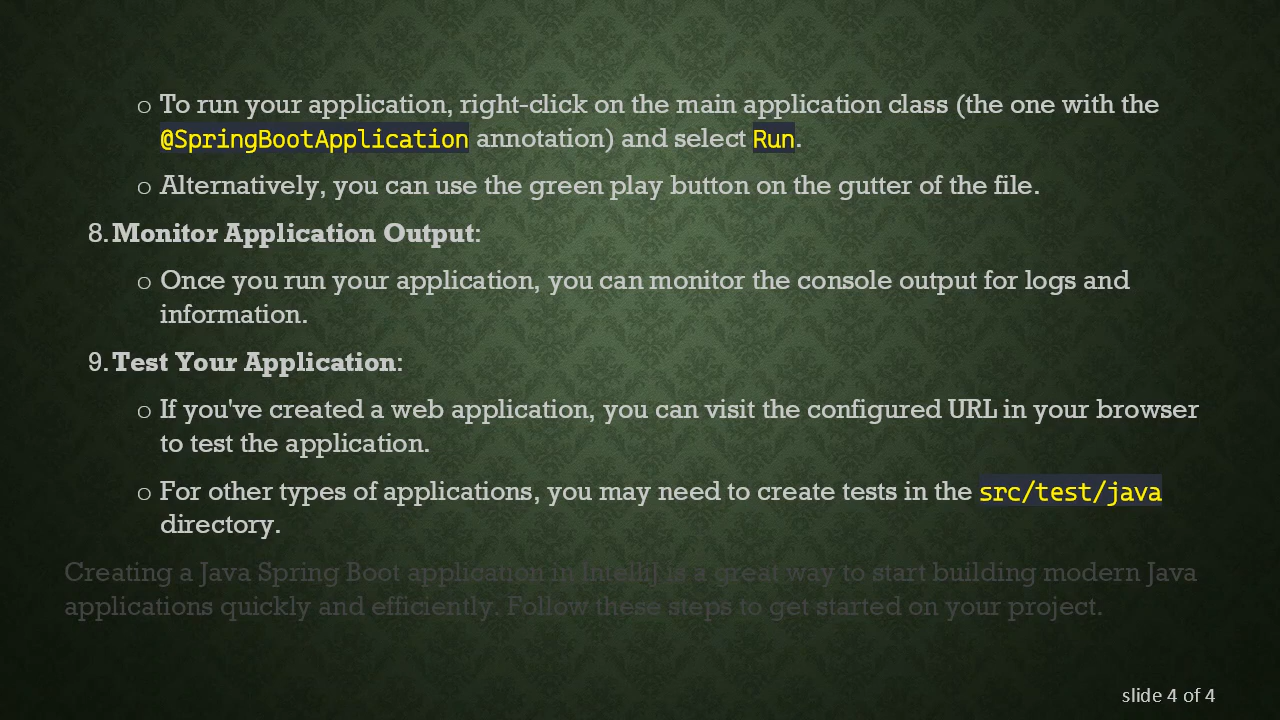 o To run your application, right-click on the main application class (the one with the
@SpringBootApplication annotation) and select Run.
o Alternatively, you can use the green play button on the gutter of the file.
8. Monitor Application Output:
o Once you run your application, you can monitor the console output for logs and
information.
9. Test Your Application:
o If you've created a web application, you can visit the configured URL in your browser
to test the application.
o For other types of applications, you may need to create tests in the src/test/java
directory.
Creating a Java Spring Boot application in IntelliJ is a great way to start building modern Java
applications quickly and efficiently. Follow these steps to get started on your project.
slide 4 of 4